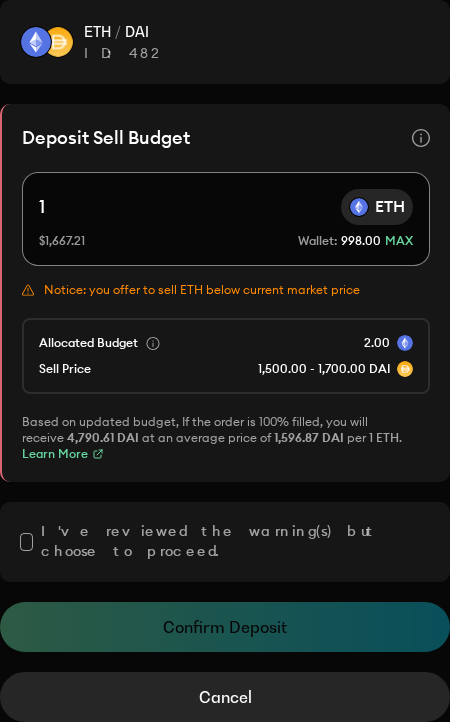 ETH / DAI
ID: 482
Deposit Sell Budget
1
ETH
$1,667.21
Wallet: 998.00 MAX
Notice: you offer to sell ETH below current market price
Allocated Budget
2.00
Sell Price
1,500.00 - 1,700.00 DAI
Based on updated budget, If the order is 100% filled, you will
receive 4,790.61 DAI at an average price of 1,596.87 DAI per 1 ETH.
Learn More
I've reviewed the warning(s) but
choose to proceed.
Confirm Deposit
Cancel